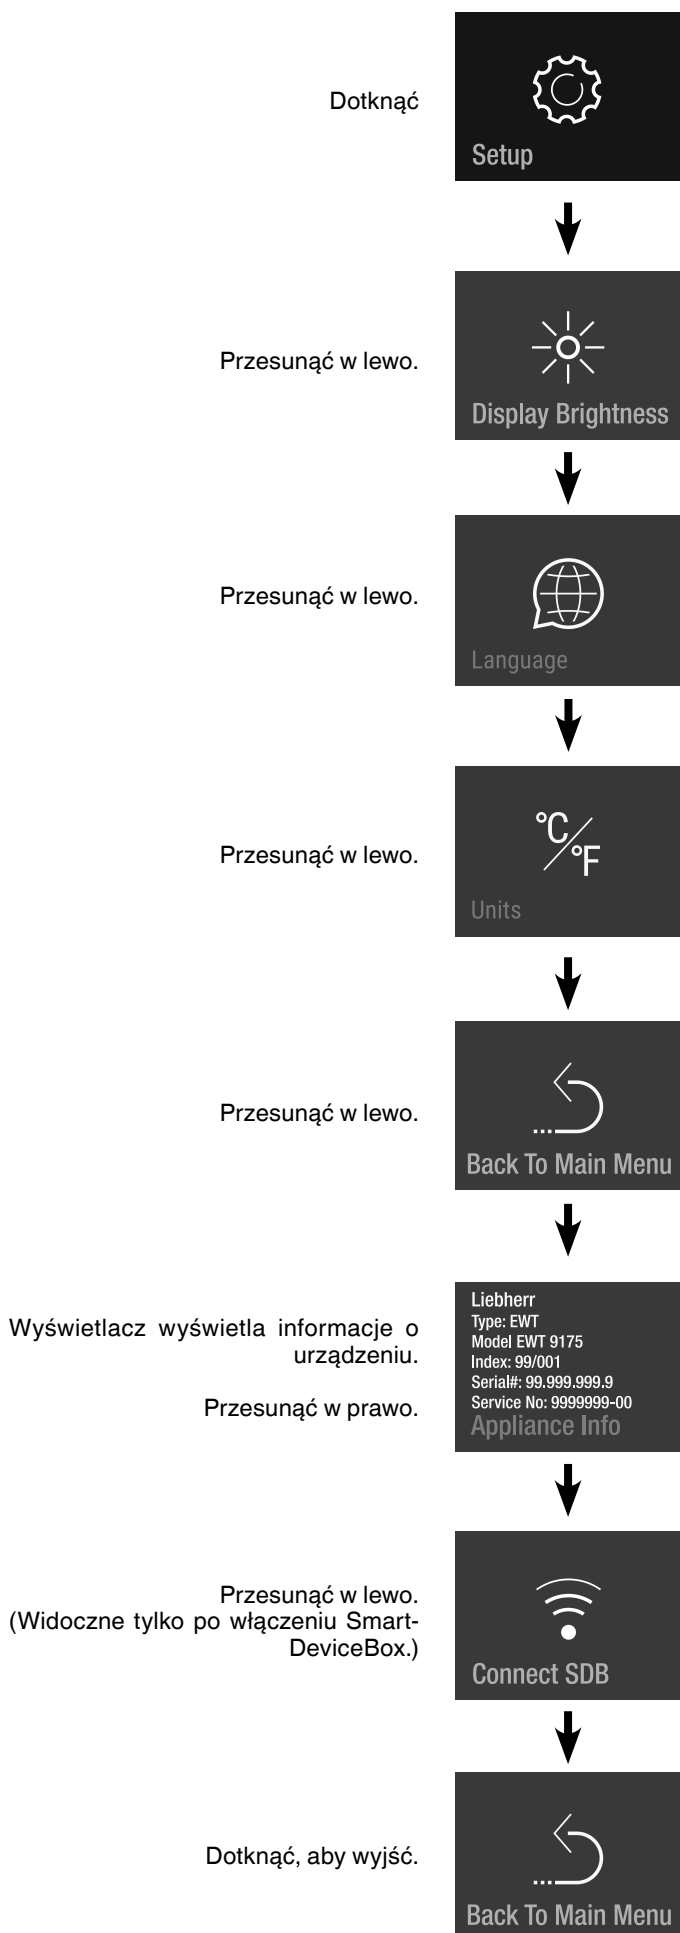 Dotknąć
Setup
Przesunąć w lewo.
Display Brightness
Przesunąć w lewo.
Language
Przesunąć w lewo.
°C/°F
Units
Przesunąć w lewo.
Back To Main Menu
Wyświetlacz wyświetla informacje o
urządzeniu.
Przesunąć w prawo.
Liebherr
Type: EWT
Model EWT 9175
Index: 99/001
Serial#: 99.999.999.9
Service No: 9999999-00
Appliance Info
Przesunąć w lewo.
(Widoczne tylko po włączeniu Smart-
DeviceBox.)
Connect SDB
Dotknąć, aby wyjść.
Back To Main Menu